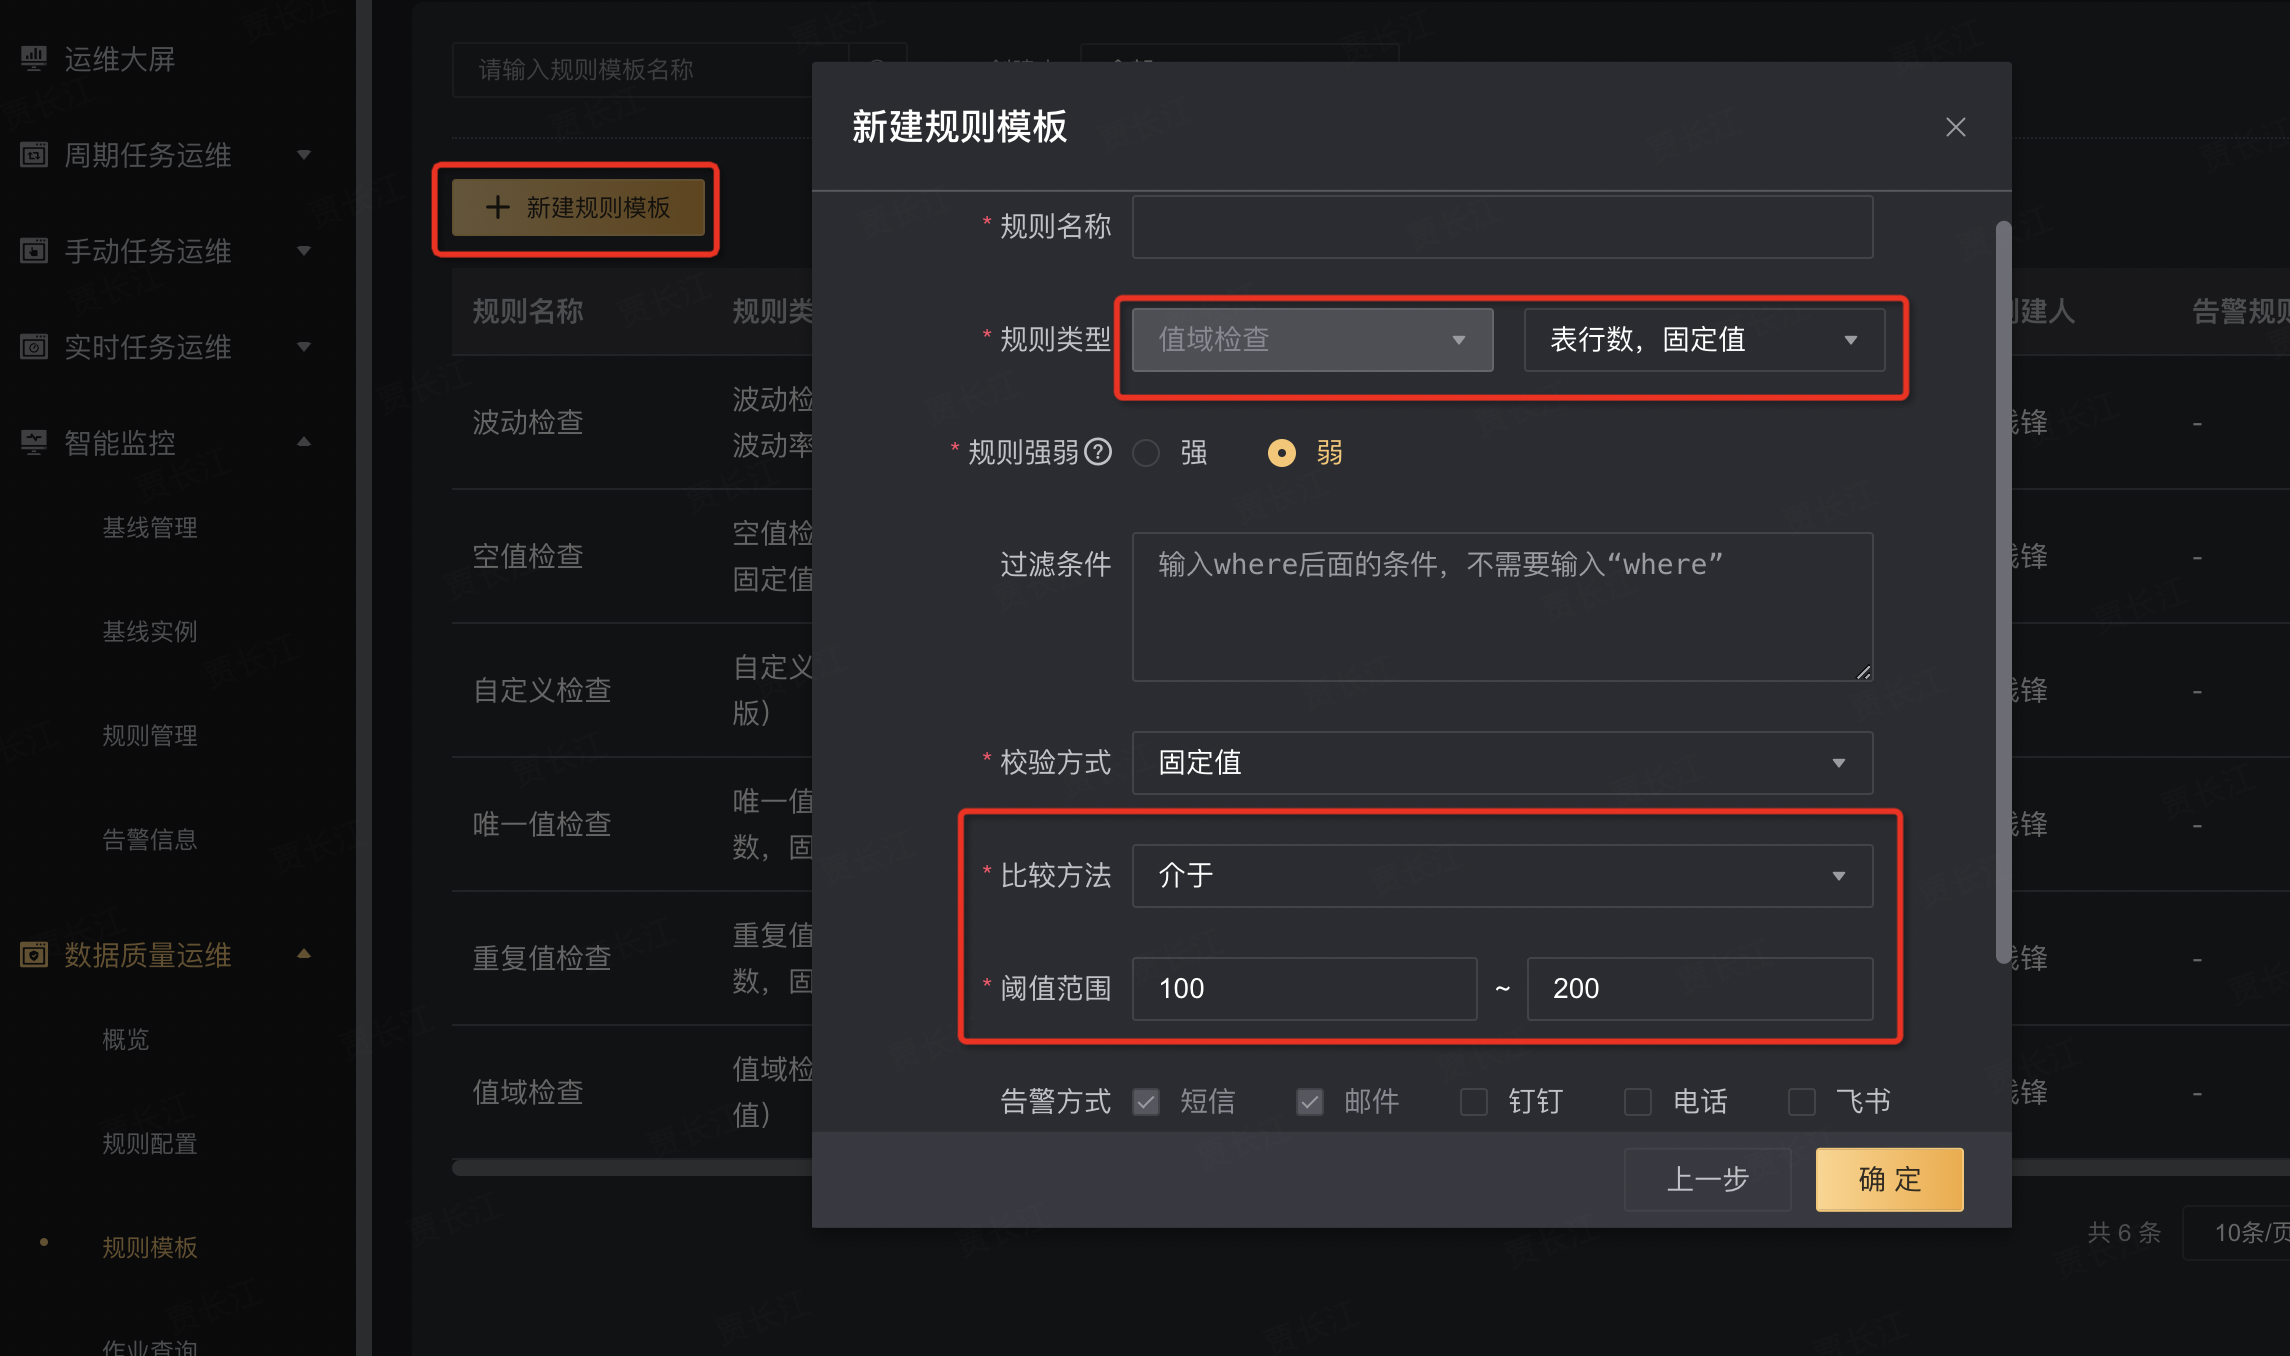 运维大屏
周期任务运维
手动任务运维
实时任务运维
智能监控
基线管理
基线实例
规则管理
告警信息
数据质量运维
概览
规则配置
规则模板
作业查询
请输入规则模板名称
新建规则模板
规则名称
规则类
创建人
告警规则
波动检查
波动检
波动率
线锋
-
空值检查
空值检
固定值
线锋
-
自定义检查
自定义
版）
线锋
-
唯一值检查
唯一值
数，固
线锋
-
重复值检查
重复值
数，固
线锋
-
值域检查
值域检
值）
线锋
-
共 6 条
10条/页
新建规则模板
* 规则名称
* 规则类型 值域检查 表行数，固定值
* 规则强弱 ? 强 弱
过滤条件 输入where后面的条件，不需要输入“where”
* 校验方式 固定值
* 比较方法 介于
* 阈值范围 100 ~ 200
告警方式 短信 邮件 钉钉 电话 飞书
上一步 确 定
贾长江